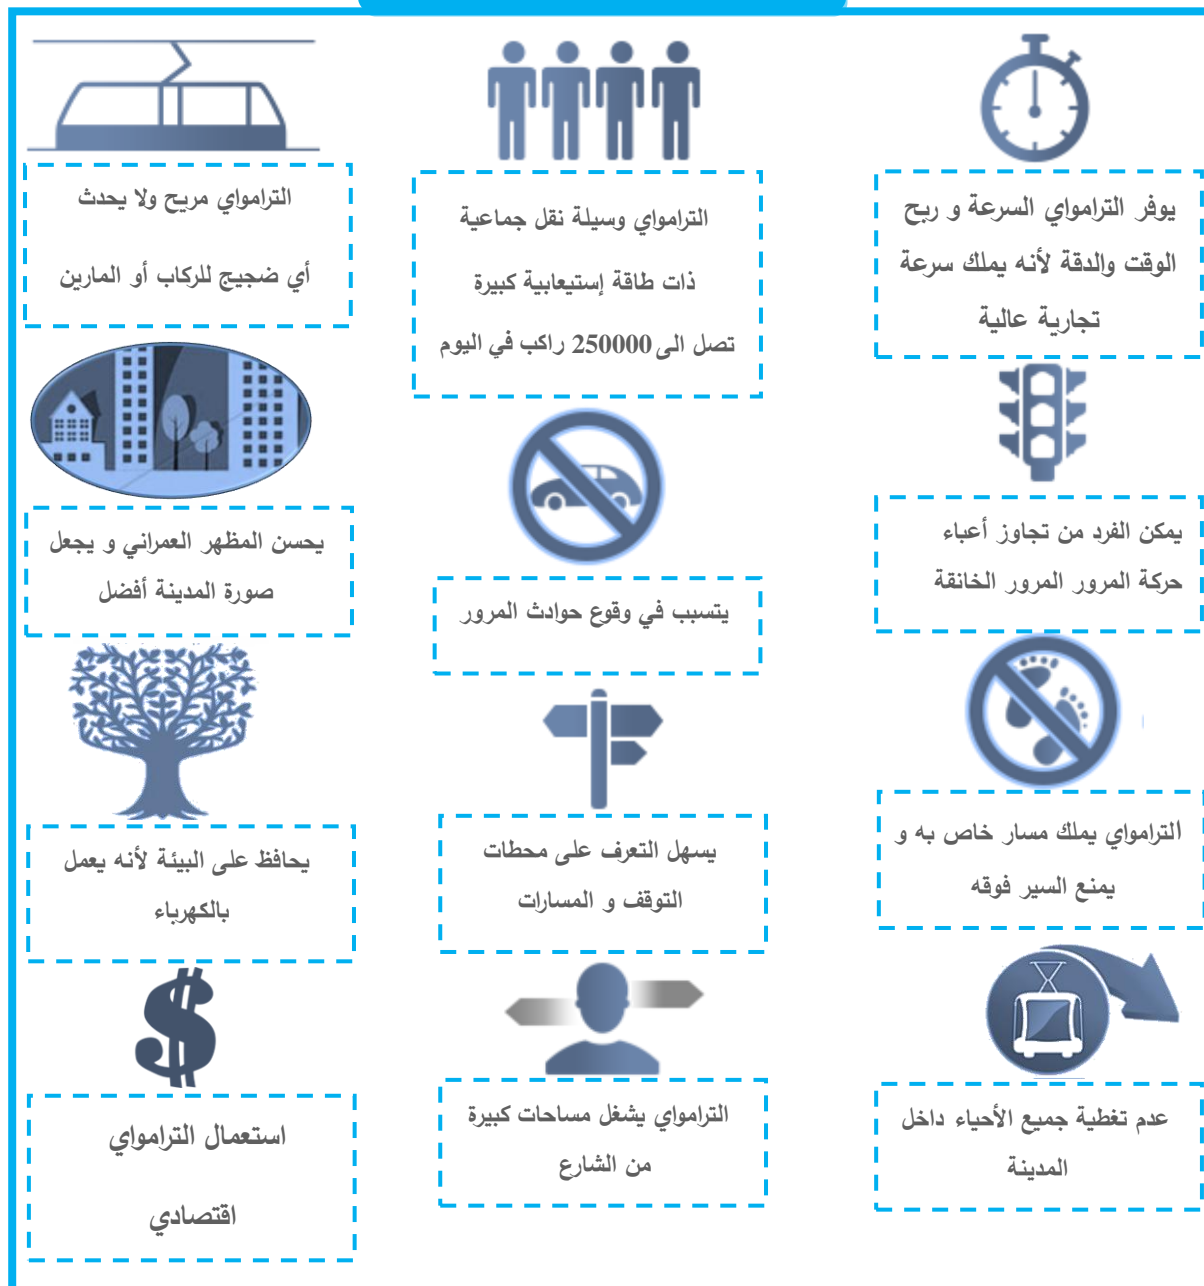 يوفر الترامواي السرعة و ربح
الوقت والدقة لأنه يملك سرعة
تجارية عالية
الترامواي وسيلة نقل جماعية
ذات طاقة إستيعابية كبيرة
تصل الى 250000 راكب في اليوم
الترامواي مريح ولا يحدث
أي ضجيج للركاب أو المارين
يمكن الفرد من تجاوز أعباء
حركة المرور المرور الخانقة
يتسبب في وقوع حوادث المرور
يحسن المظهر العمراني و يجعل
صورة المدينة أفضل
الترامواي يملك مسار خاص به و
يمنع السير فوقه
يسهل التعرف على محطات
التوقف و المسارات
يحافظ على البيئة لأنه يعمل
بالكهرباء
عدم تغطية جميع الأحياء داخل
المدينة
الترامواي يشغل مساحات كبيرة
من الشارع
استعمال الترامواي
اقتصادي